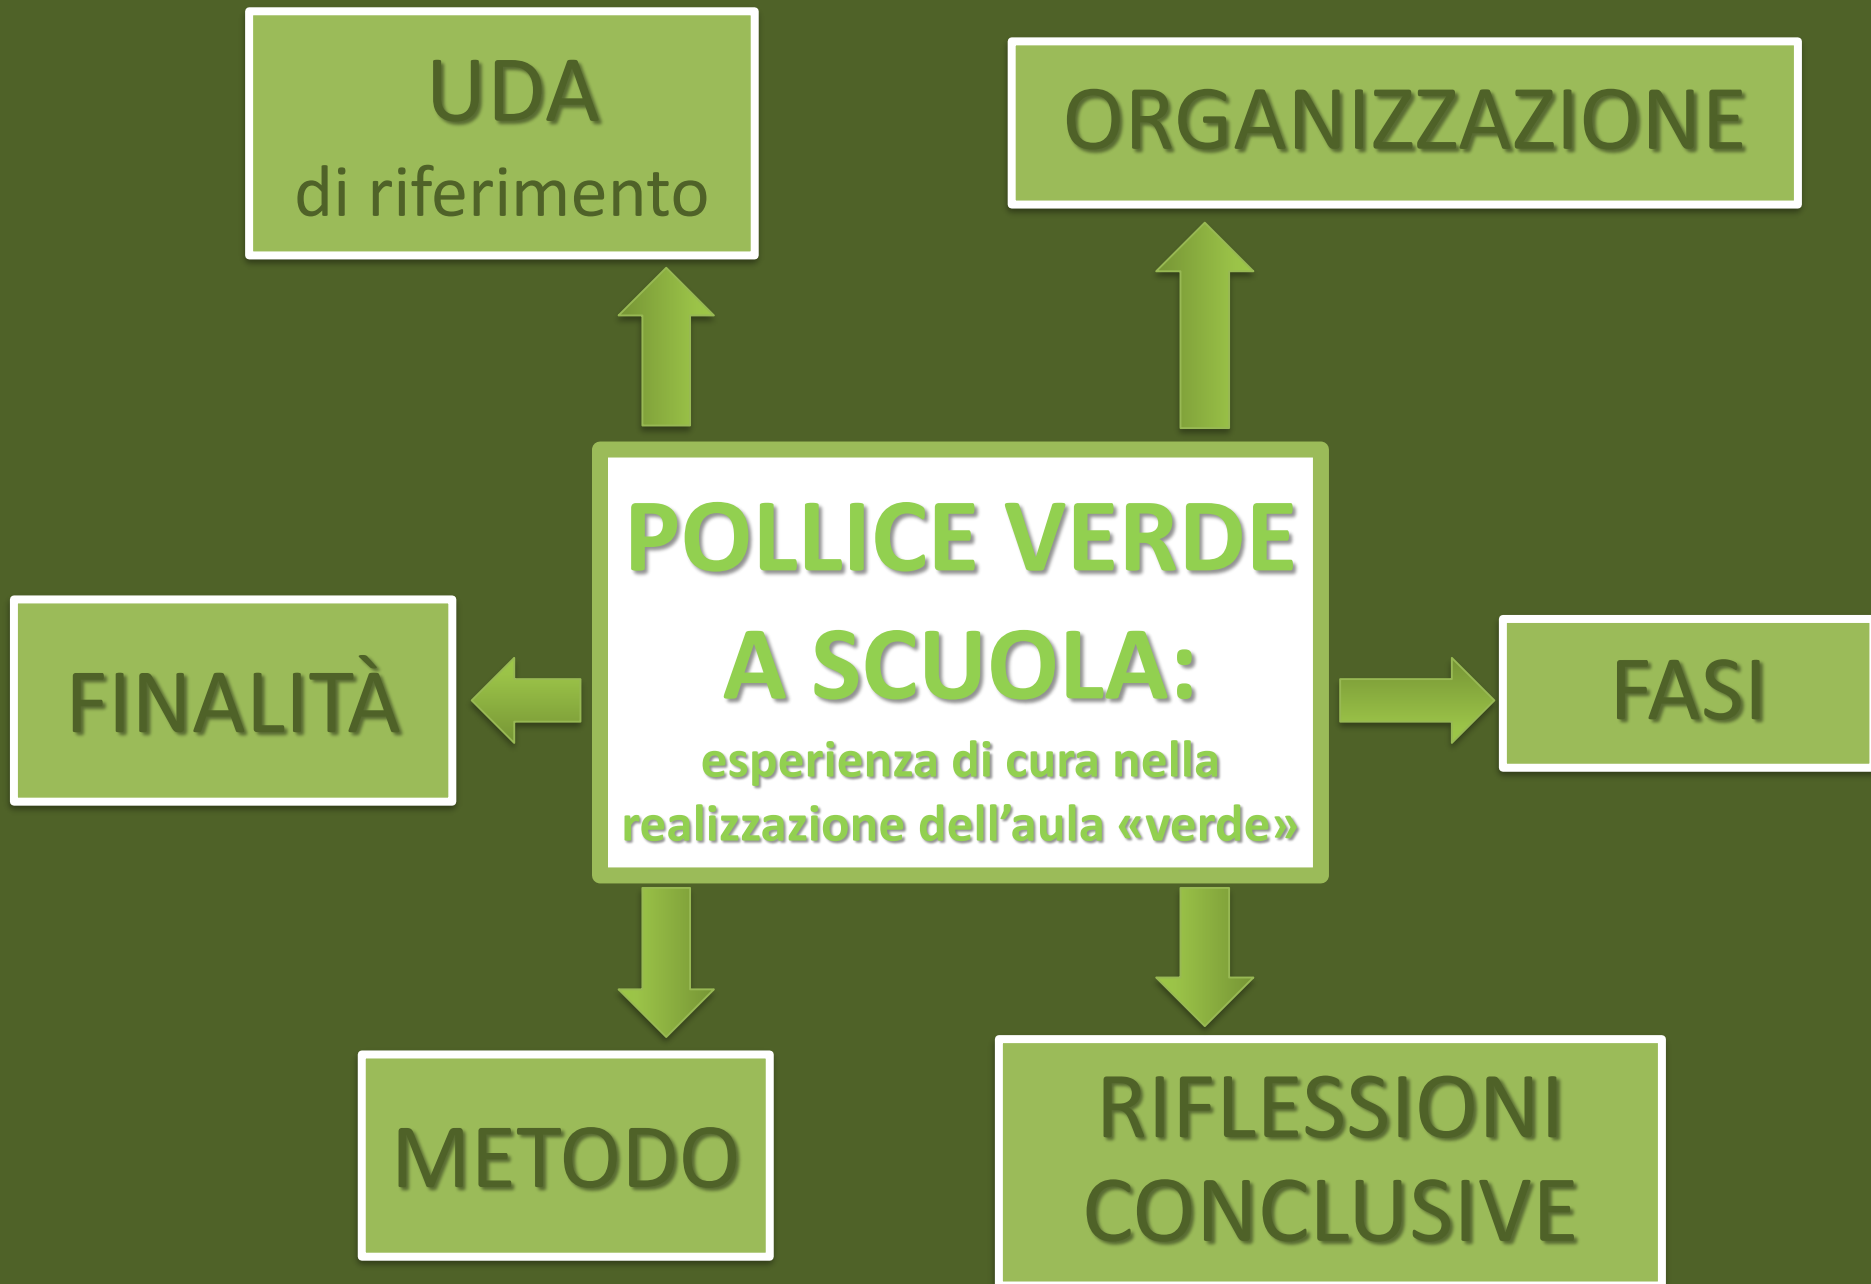 UDA
di riferimento
ORGANIZZAZIONE
POLLICE VERDE
A SCUOLA:
esperienza di cura nella
realizzazione dell’aula «verde»
FINALITÀ
FASI
METODO
RIFLESSIONI
CONCLUSIVE